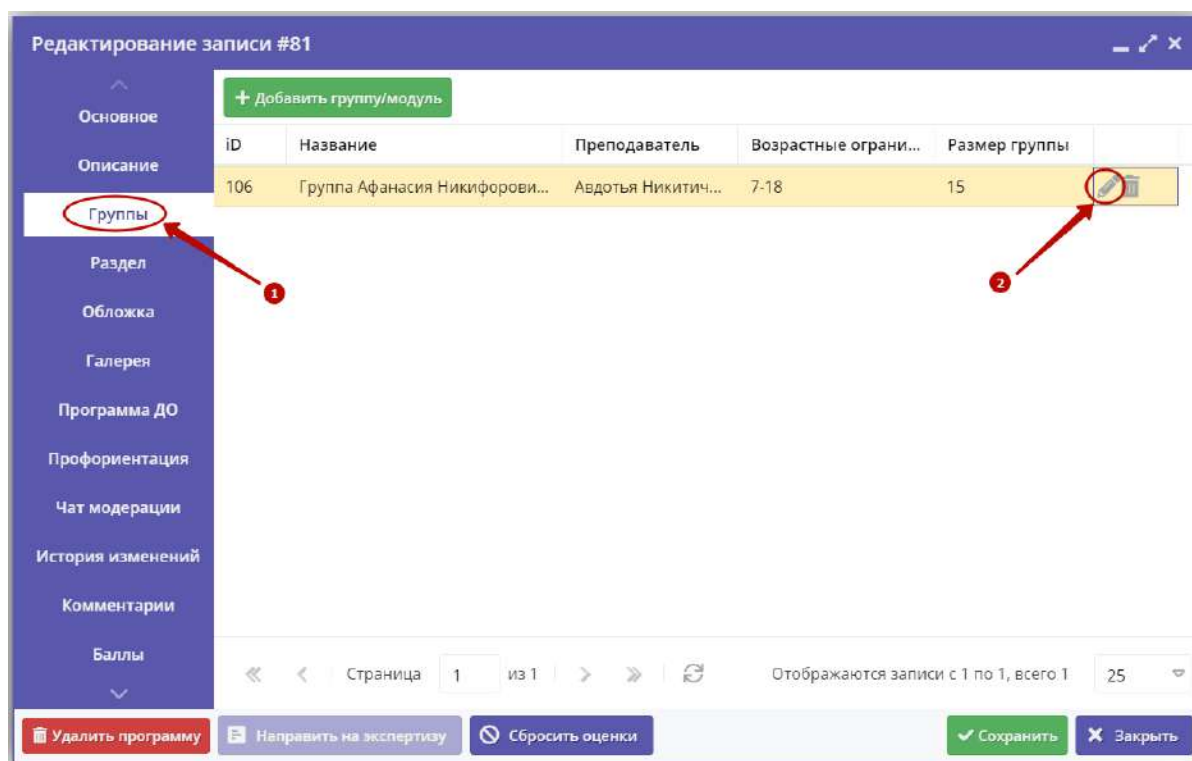 Редактирование записи #81
Основное
Описание
Группы
Раздел
Обложка
Галерея
Программа ДО
Профориентация
Чат модерации
История изменений
Комментарии
Баллы
+ Добавить группу/модуль
iD Название Преподаватель Возрастные ограни... Размер группы
106 Группа Афанасия Никифорови... Авдотья Никитич... 7-18 15
1
2
Страница 1 из 1 Отображаются записи с 1 по 1, всего 1 25
Удалить программу Направить на экспертизу Сбросить оценки Сохранить Закрыть